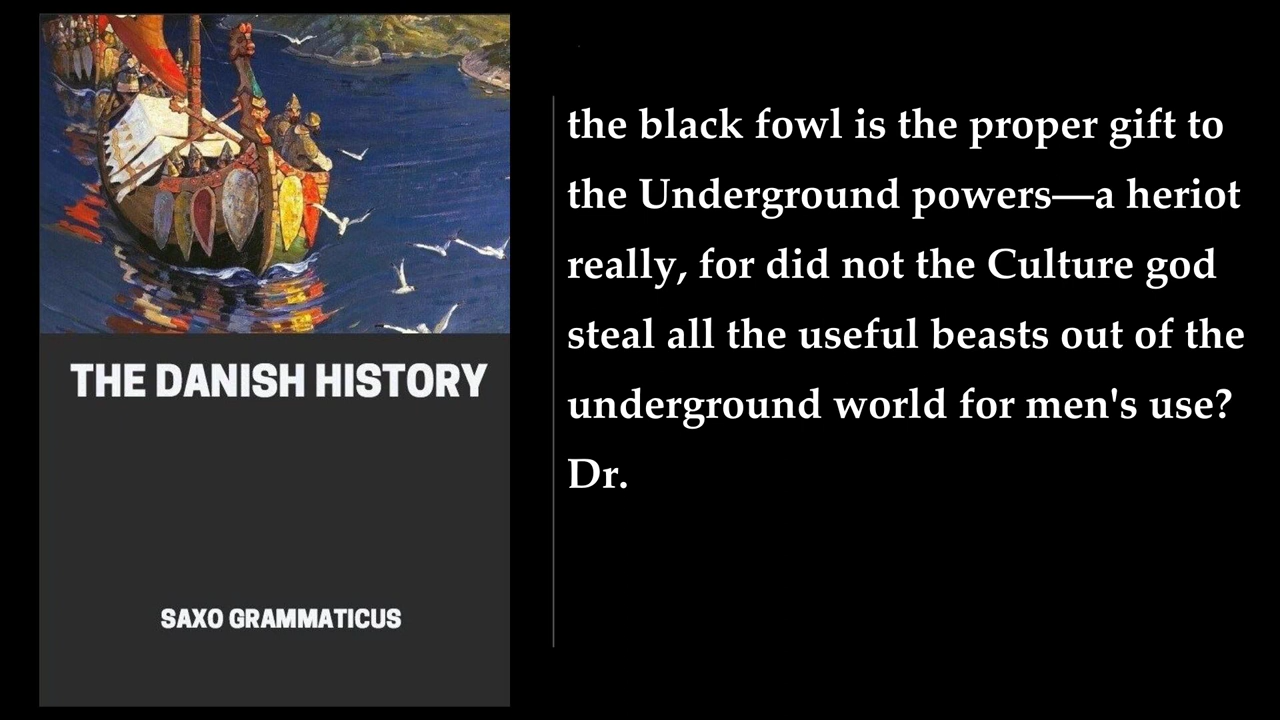 THE DANISH HISTORY
SAXO GRAMMATICUS
the black fowl is the proper gift to
the Underground powers—a heriot
really, for did not the Culture god
steal all the useful beasts out of the
underground world for men's use?
Dr.